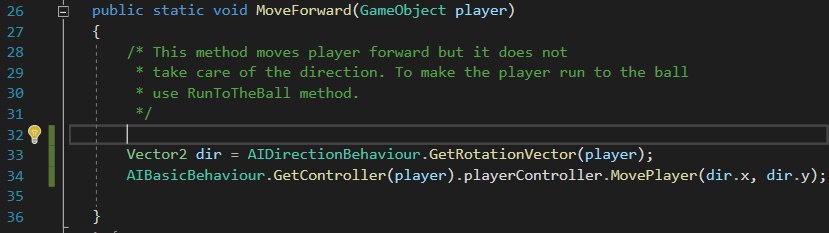 26 public static void MoveForward(GameObject player)
27 {
28 /* This method moves player forward but it does not
29 * take care of the direction. To make the player run to the ball
30 * use RunToTheBall method.
31 */
32
33 Vector2 dir = AIDirectionBehaviour.GetRotationVector(player);
34 AIBasicBehaviour.GetController(player).playerController.MovePlayer(dir.x, dir.y);
35
36 }